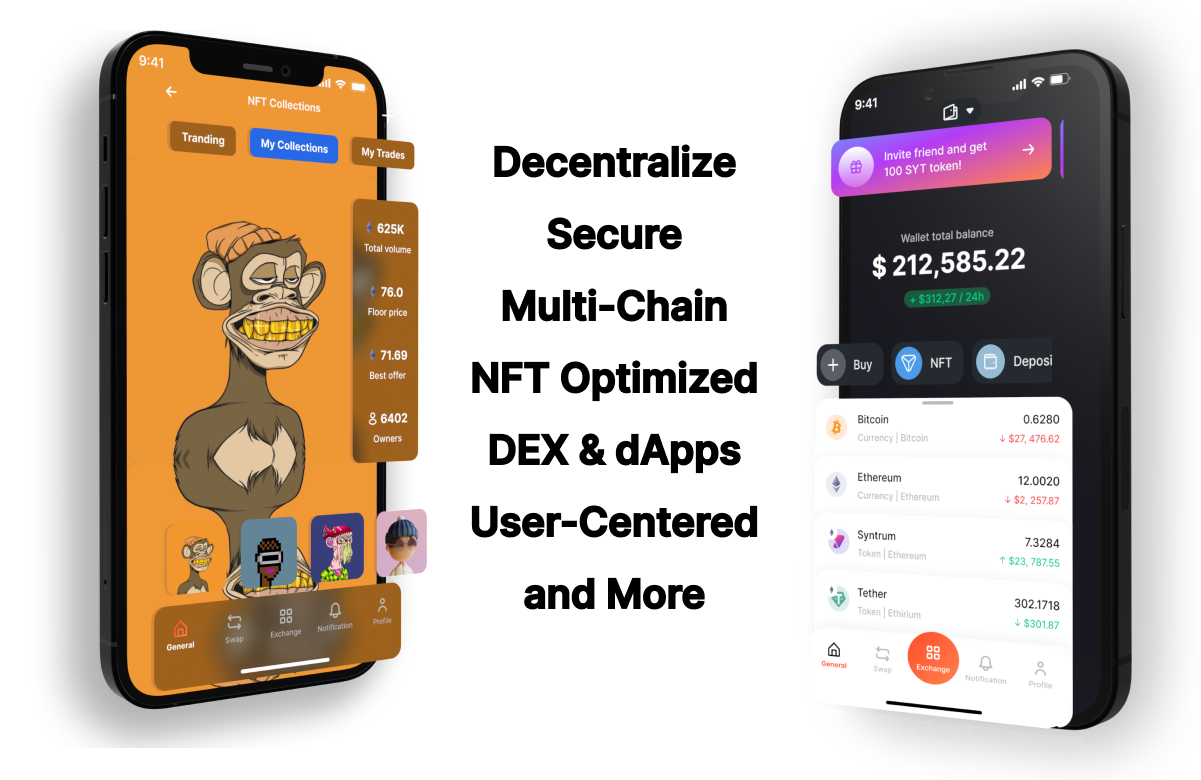 9:41
NFT Collections
Tranding
My Collections
My Trades
625K
Total volume
76.0
Floor price
71.69
Best offer
6402
Owners
General
Swap
Exchange
Notification
Profile
Decentralize
Secure
Multi-Chain
NFT Optimized
DEX & dApps
User-Centered
and More
9:41
Invite friend and get
100 SYT token!
Wallet total balance
$ 212,585.22
+ $312,27 / 24h
Buy
NFT
Deposi
Bitcoin
0.6280
Currency | Bitcoin
↓ $27, 476.62
Ethereum
12.0020
Currency | Ethereum
↓ $2, 257.87
Syntrum
7.3284
Token | Ethereum
↑ $23, 787.55
Tether
302.1718
Token | Ethirium
↓ $301.87
General
Swap
Exchange
Notification
Profile